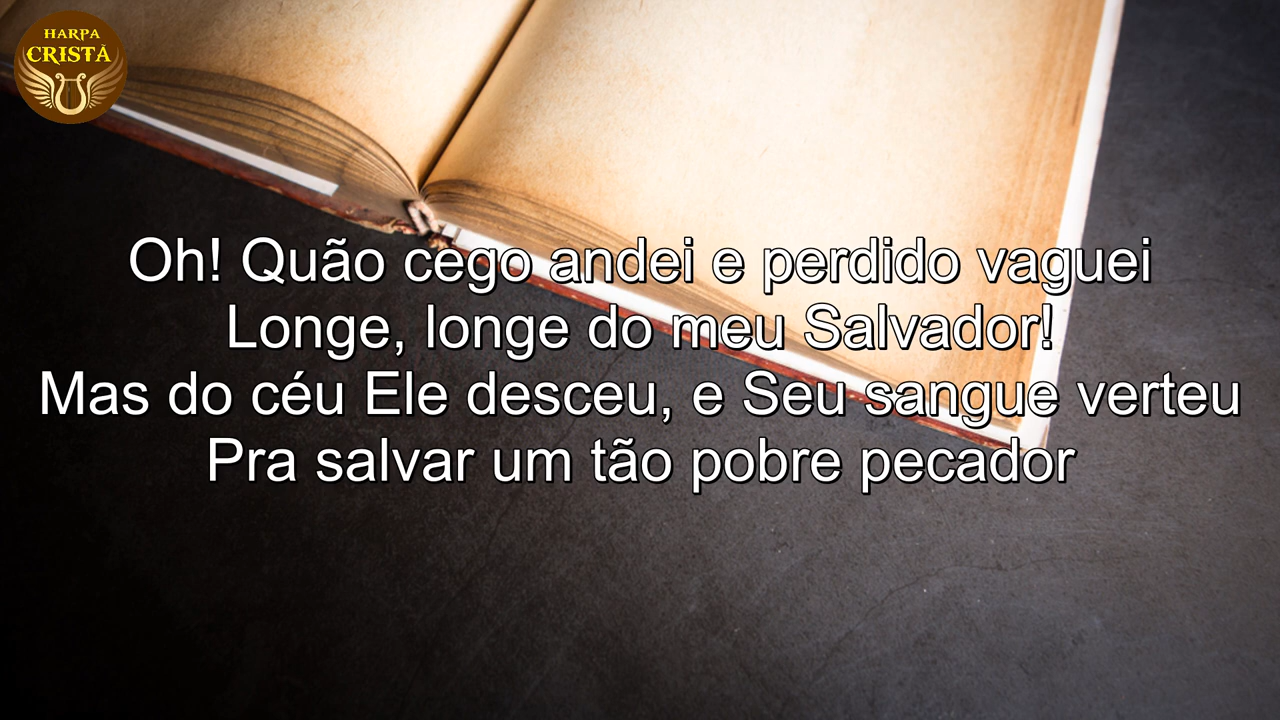 HARPA
CRISTÃ
Oh! Quão cego andei e perdido vaguei
Longe, longe do meu Salvador!
Mas do céu Ele desceu, e Seu sangue verteu
Pra salvar um tão pobre pecador